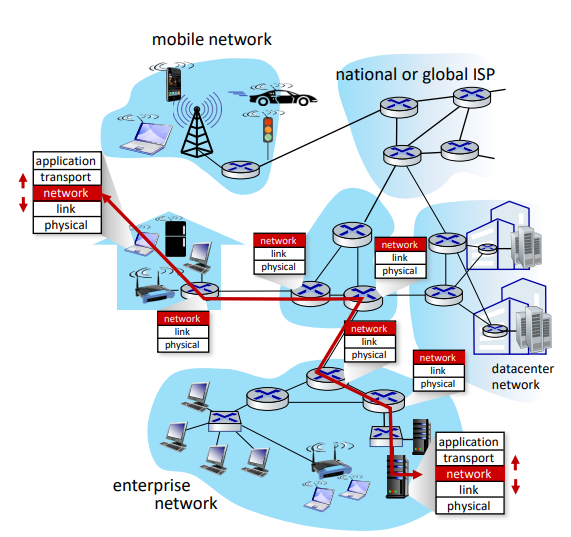 mobile network
national or global ISP
application
transport
network
link
physical
network
link
physical
network
link
physical
network
link
physical
network
link
physical
network
link
physical
datacenter
network
application
transport
network
link
physical
enterprise
network